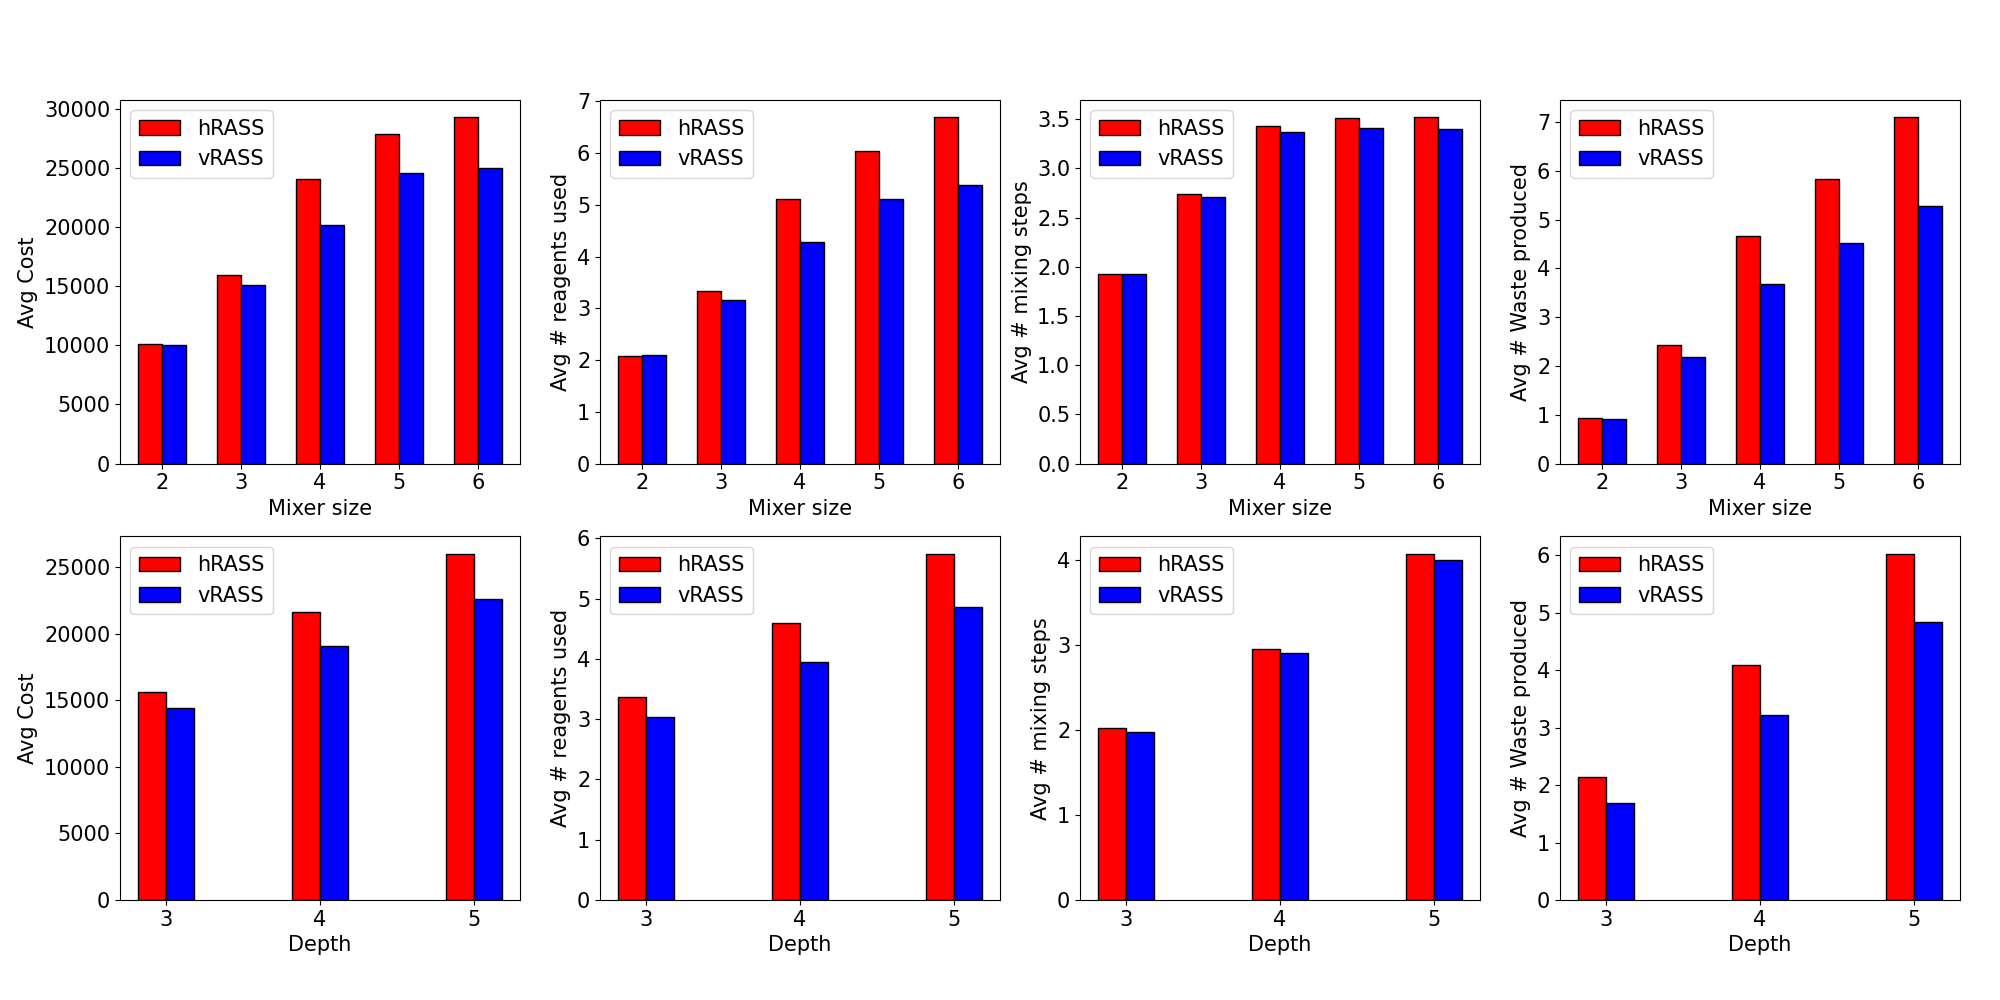 30000
25000
20000
15000
10000
5000
0
Avg Cost
hRASS
vRASS
2 3 4 5 6
Mixer size
7
6
5
4
3
2
1
0
Avg # reagents used
hRASS
vRASS
2 3 4 5 6
Mixer size
3.5
3.0
2.5
2.0
1.5
1.0
0.5
0.0
Avg # mixing steps
hRASS
vRASS
2 3 4 5 6
Mixer size
7
6
5
4
3
2
1
0
Avg # Waste produced
hRASS
vRASS
2 3 4 5 6
Mixer size
25000
20000
15000
10000
5000
0
Avg Cost
hRASS
vRASS
3 4 5
Depth
6
5
4
3
2
1
0
Avg # reagents used
hRASS
vRASS
3 4 5
Depth
4
3
2
1
0
Avg # mixing steps
hRASS
vRASS
3 4 5
Depth
6
5
4
3
2
1
0
Avg # Waste produced
hRASS
vRASS
3 4 5
Depth